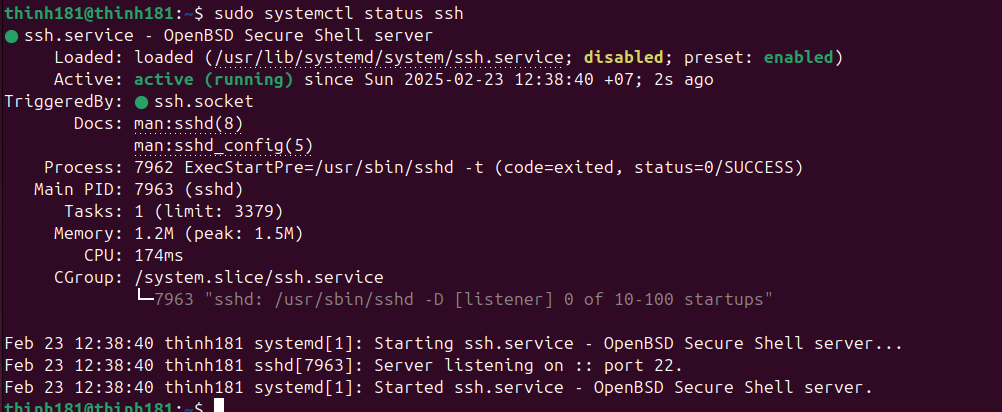 thinh181@thinh181:~$ sudo systemctl status ssh
● ssh.service - OpenBSD Secure Shell server
Loaded: loaded (/usr/lib/systemd/system/ssh.service; disabled; preset: enabled)
Active: active (running) since Sun 2025-02-23 12:38:40 +07; 2s ago
TriggeredBy: ● ssh.socket
Docs: man:sshd(8)
man:sshd_config(5)
Process: 7962 ExecStartPre=/usr/sbin/sshd -t (code=exited, status=0/SUCCESS)
Main PID: 7963 (sshd)
Tasks: 1 (limit: 3379)
Memory: 1.2M (peak: 1.5M)
CPU: 174ms
CGroup: /system.slice/ssh.service
└─7963 "sshd: /usr/sbin/sshd -D [listener] 0 of 10-100 startups"

Feb 23 12:38:40 thinh181 systemd[1]: Starting ssh.service - OpenBSD Secure Shell server...
Feb 23 12:38:40 thinh181 sshd[7963]: Server listening on :: port 22.
Feb 23 12:38:40 thinh181 systemd[1]: Started ssh.service - OpenBSD Secure Shell server.
thinh181@thinh181:~$